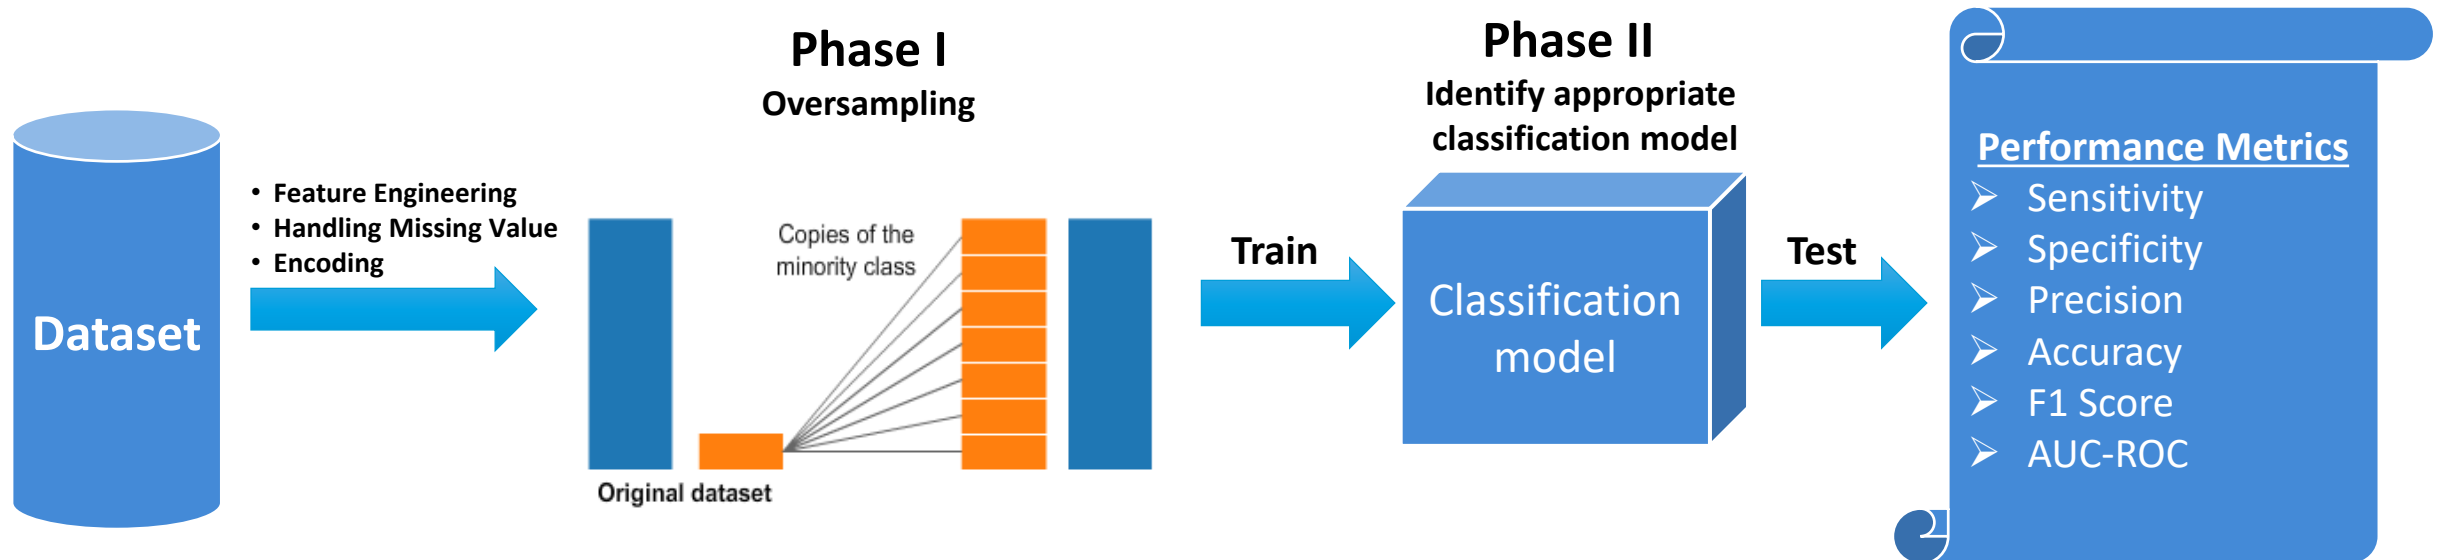 Dataset
• Feature Engineering
• Handling Missing Value
• Encoding
Phase I
Oversampling
Copies of the
minority class
Original dataset
Train
Phase II
Identify appropriate
classification model
Classification
model
Test
Performance Metrics
➢ Sensitivity
➢ Specificity
➢ Precision
➢ Accuracy
➢ F1 Score
➢ AUC-ROC